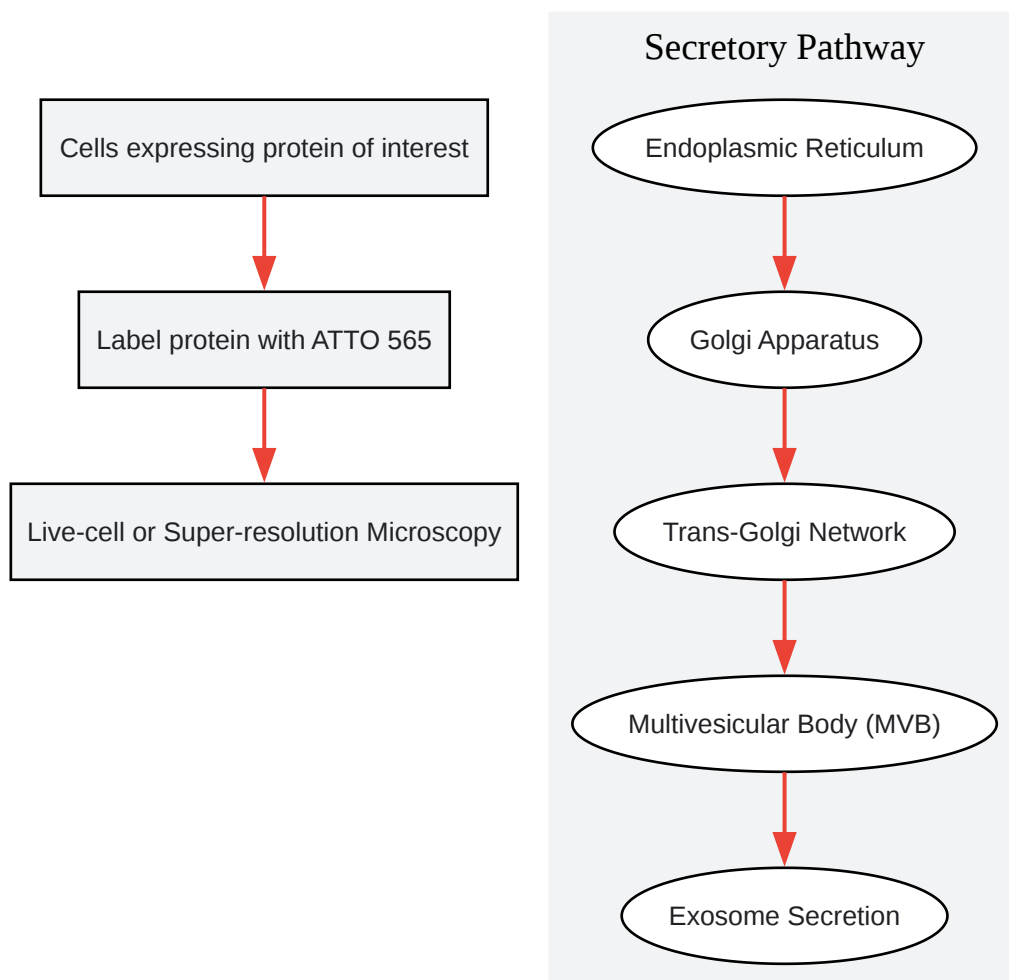 Cells expressing protein of interest
Label protein with ATTO 565
Live-cell or Super-resolution Microscopy
Secretory Pathway
Endoplasmic Reticulum
Golgi Apparatus
Trans-Golgi Network
Multivesicular Body (MVB)
Exosome Secretion